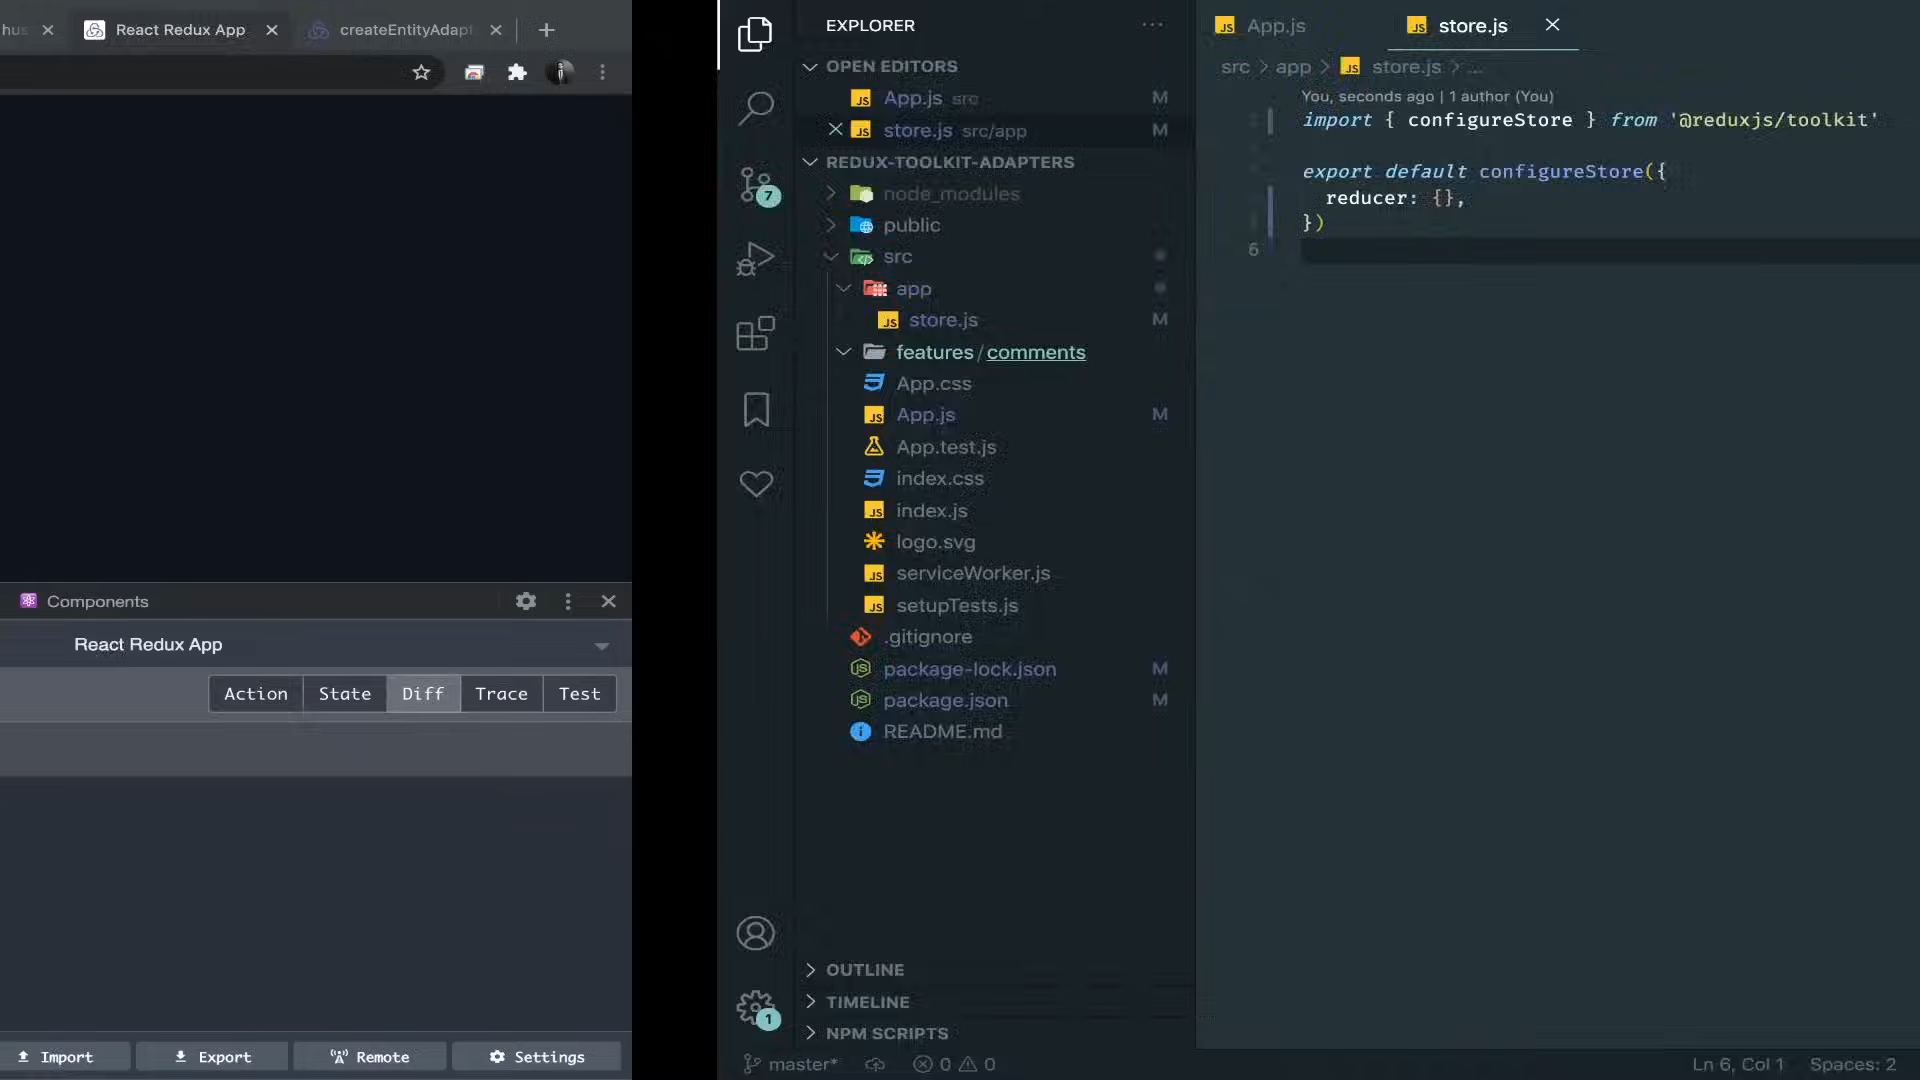 hus
React Redux App
createEntityAdapt
Components
React Redux App
Action
State
Diff
Trace
Test
Import
Export
Remote
Settings
EXPLORER
OPEN EDITORS
App.js src M
store.js src/app M
REDUX-TOOLKIT-ADAPTERS
node_modules
public
src
app
store.js M
features/comments
App.css
App.js M
App.test.js
index.css
index.js
logo.svg
serviceWorker.js
setupTests.js
.gitignore
package-lock.json M
package.json M
README.md
7
1
OUTLINE
TIMELINE
NPM SCRIPTS
master*
0
0
App.js
store.js
src > app > store.js > ...
You, seconds ago | 1 author (You)
import { configureStore } from '@reduxjs/toolkit'
export default configureStore({
reducer: {},
})
6
Ln 6, Col 1
Spaces: 2